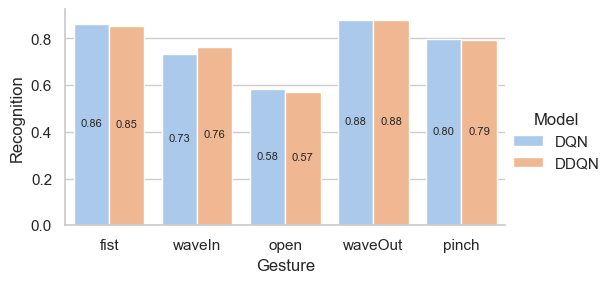 Recognition
0.8
0.6
0.4
0.2
0.0
0.86 0.85 0.73 0.76 0.58 0.57 0.88 0.88 0.80 0.79
fist waveIn open waveOut pinch
Gesture
Model
DQN
DDQN